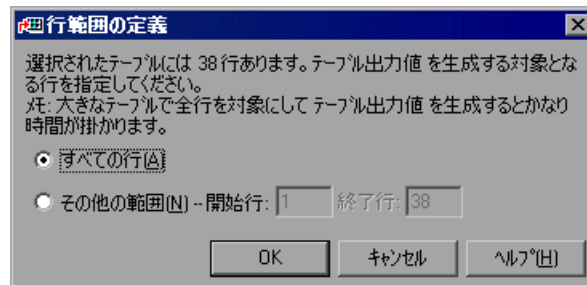 行範囲の定義
選択されたテーブルには 38 行あります。テーブル出力値 を生成する対象とな
る行を指定してください。
メモ: 大きなテーブルで全行を対象にして テーブル出力値 を生成するとかなり
時間が掛かります。
すべての行(A)
その他の範囲(N) -- 開始行: 1 終了行: 38
OK キャンセル ヘルプ(H)